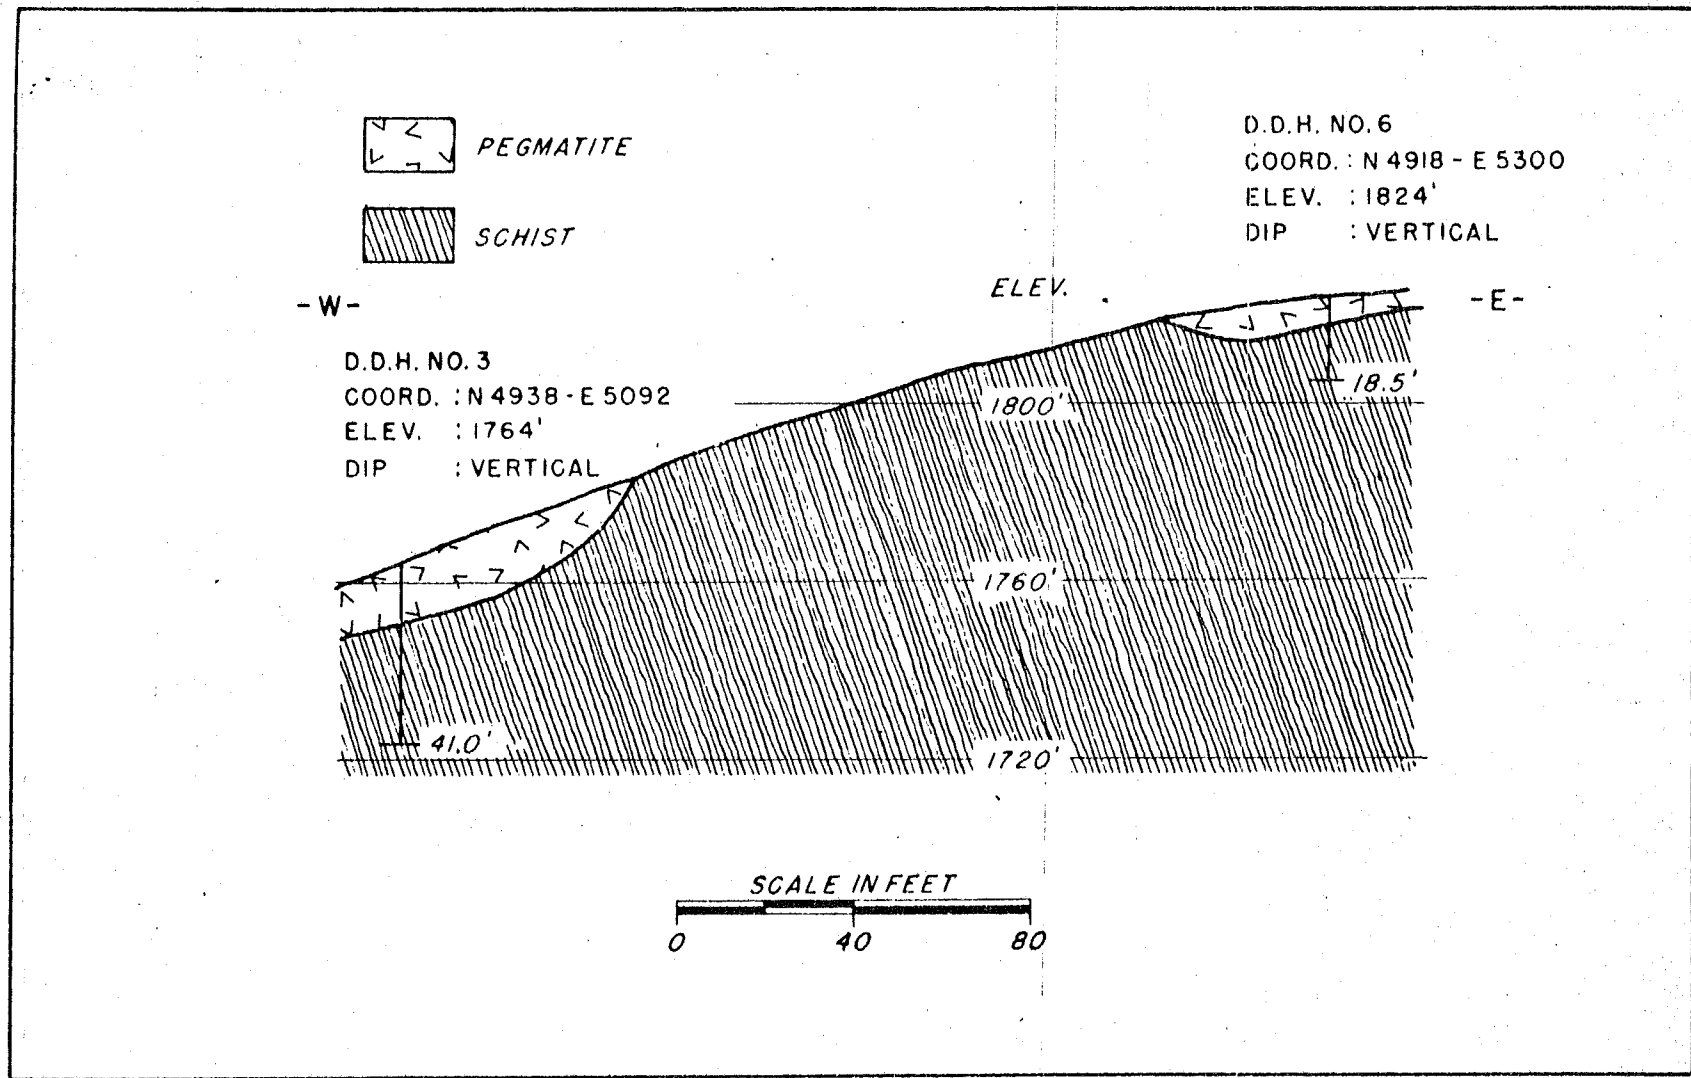 PEGMATITE
SCHIST
D.D.H. NO. 6
COORD. : N 4918 - E 5300
ELEV. : 1824'
DIP : VERTICAL
- W -
ELEV.
- E -
D.D.H. NO. 3
COORD. : N 4938 - E 5092
ELEV. : 1764'
DIP : VERTICAL
18.5'
1800'
1760'
41.0'
1720'
SCALE IN FEET
0 40 80